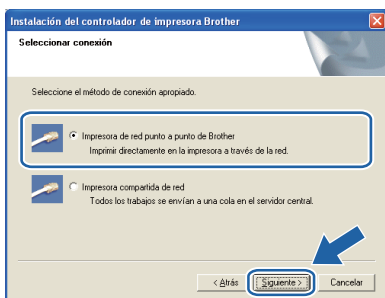 Instalación del controlador de impresora Brother
Seleccionar conexión
Seleccione el método de conexión apropiado.
Impresora de red punto a punto de Brother
Imprimir directamente en la impresora a través de la red.
Impresora compartida de red
Todos los trabajos se envían a una cola en el servidor central.
< Atrás Siguiente > Cancelar